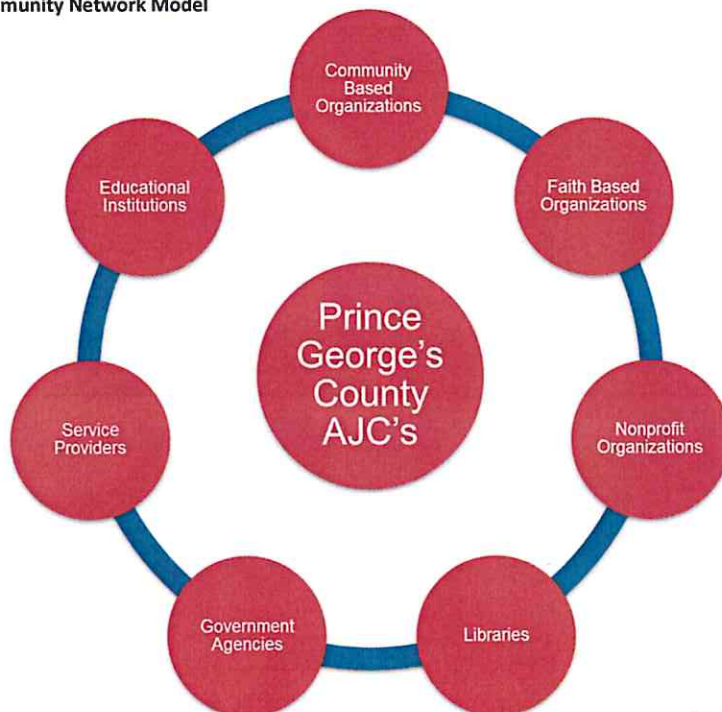 munity Network Model
Community
Based
Organizations
Faith Based
Organizations
Nonprofit
Organizations
Libraries
Government
Agencies
Service
Providers
Educational
Institutions
Prince
George's
County
AJC's